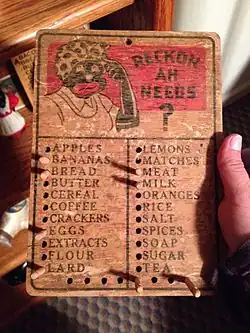 RECKON
AH
NEEDS
?
APPLES
BANANAS
BREAD
BUTTER
CEREAL
COFFEE
CRACKERS
EGGS
EXTRACTS
FLOUR
LARD
LEMONS
MATCHES
MEAT
MILK
ORANGES
RICE
SALT
SPICES
SOAP
SUGAR
TEA